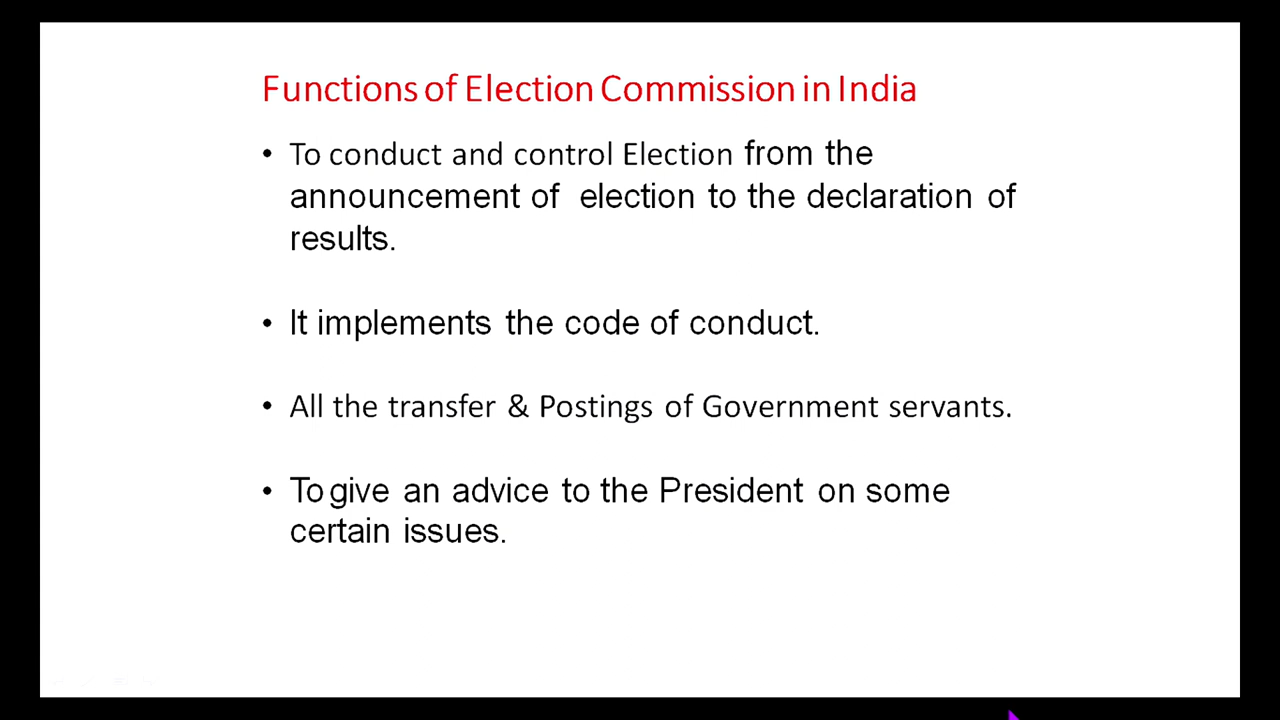 Functions of Election Commission in India
• To conduct and control Election from the
announcement of election to the declaration of
results.
• It implements the code of conduct.
• All the transfer & Postings of Government servants.
• To give an advice to the President on some
certain issues.